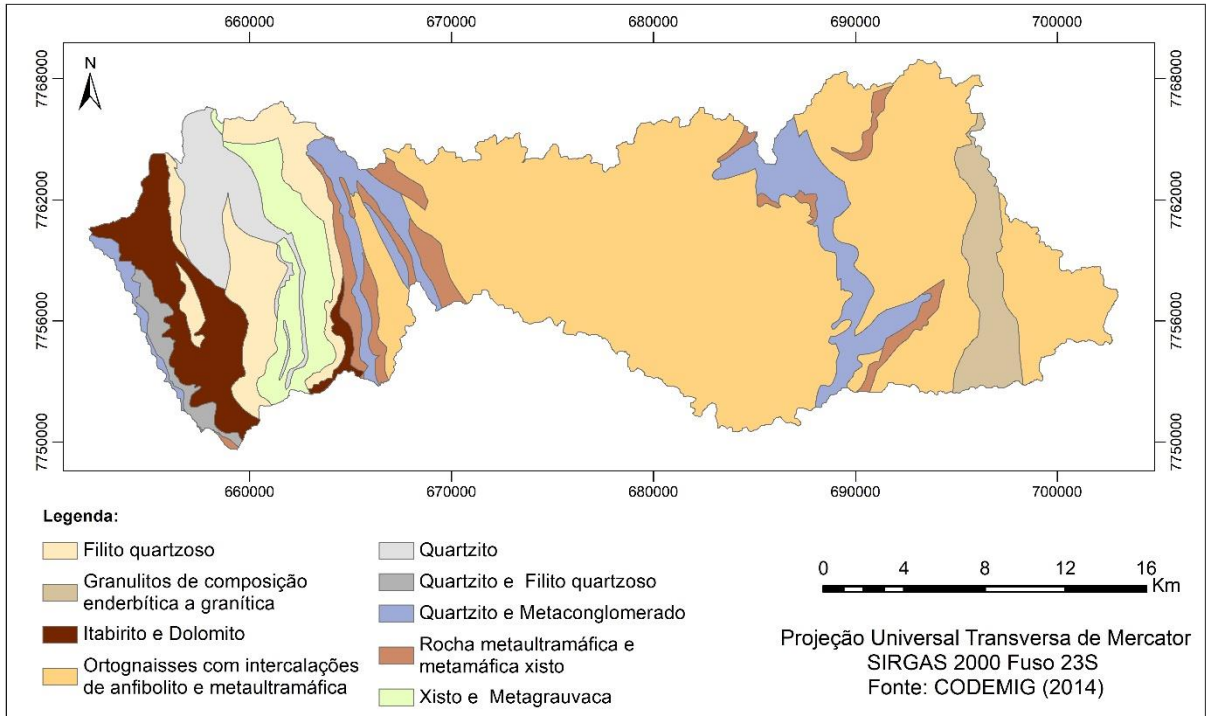 660000 670000 680000 690000 700000
N
7768000 7768000
7762000 7762000
7756000 7756000
7750000 7750000
660000 670000 680000 690000 700000
Legenda:
Filito quartzoso
Granulitos de composição
enderbítica a granítica
Itabirito e Dolomito
Ortognaisses com intercalações
de anfibolito e metaultramáfica
Quartzito
Quartzito e Filito quartzoso
Quartzito e Metaconglomerado
Rocha metaultramáfica e
metamáfica xisto
Xisto e Metagrauvaca
0 4 8 12 16
Km
Projeção Universal Transversa de Mercator
SIRGAS 2000 Fuso 23S
Fonte: CODEMIG (2014)